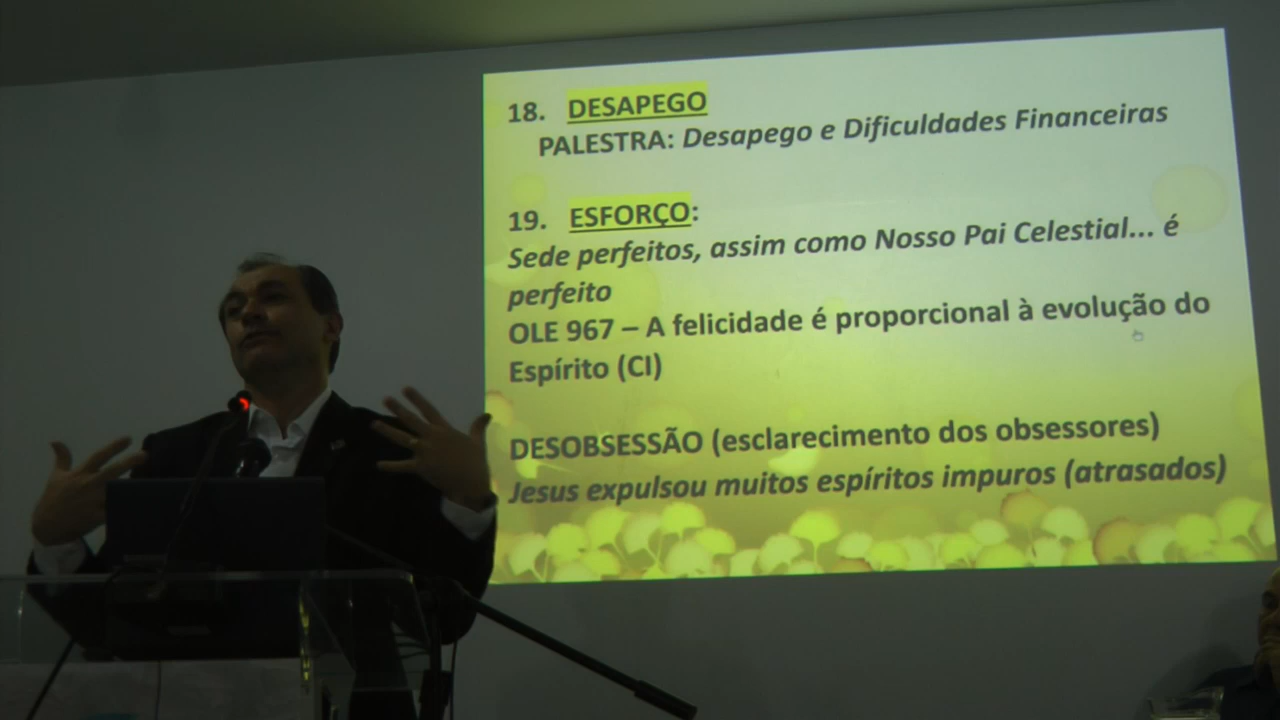 18. DESAPEGO
PALESTRA: Desapego e Dificuldades Financeiras
19. ESFORÇO:
Sede perfeitos, assim como Nosso Pai Celestial... é
perfeito
OLE 967 – A felicidade é proporcional à evolução do
Espírito (CI)
DESOBSESSÃO (esclarecimento dos obsessores)
Jesus expulsou muitos espíritos impuros (atrasados)